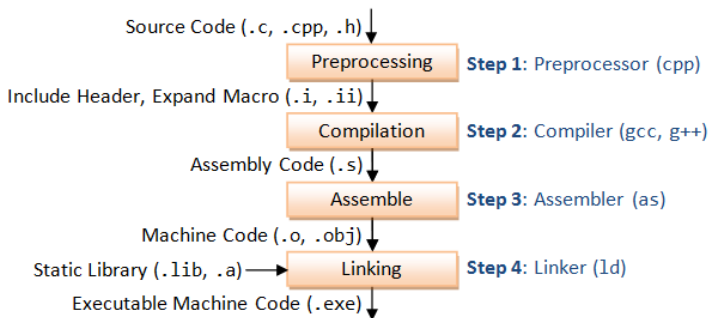 Source Code (.c, .cpp, .h)
Preprocessing
Step 1: Preprocessor (cpp)
Include Header, Expand Macro (.i, .ii)
Compilation
Step 2: Compiler (gcc, g++)
Assembly Code (.s)
Assemble
Step 3: Assembler (as)
Machine Code (.o, .obj)
Static Library (.lib, .a)
Linking
Step 4: Linker (ld)
Executable Machine Code (.exe)